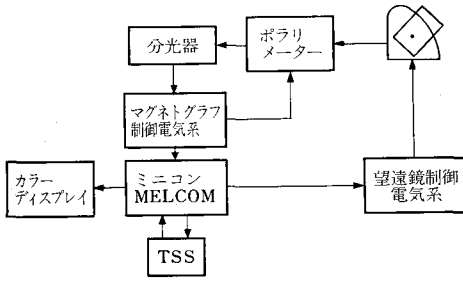 分光器
ポラリ
メーター
マグネトグラフ
制御電気系
カラー
ディスプレイ
ミニコン
MELCOM
望遠鏡制御
電気系
TSS